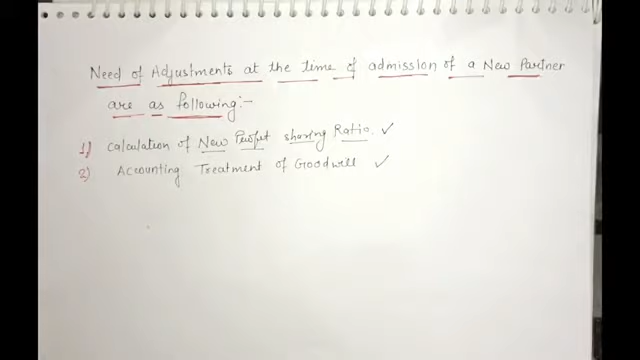 Need of Adjustments at the time of admission of a New Partner
are as following:-
1) Calculation of New Profit sharing Ratio. ✓
2) Accounting Treatment of Goodwill ✓